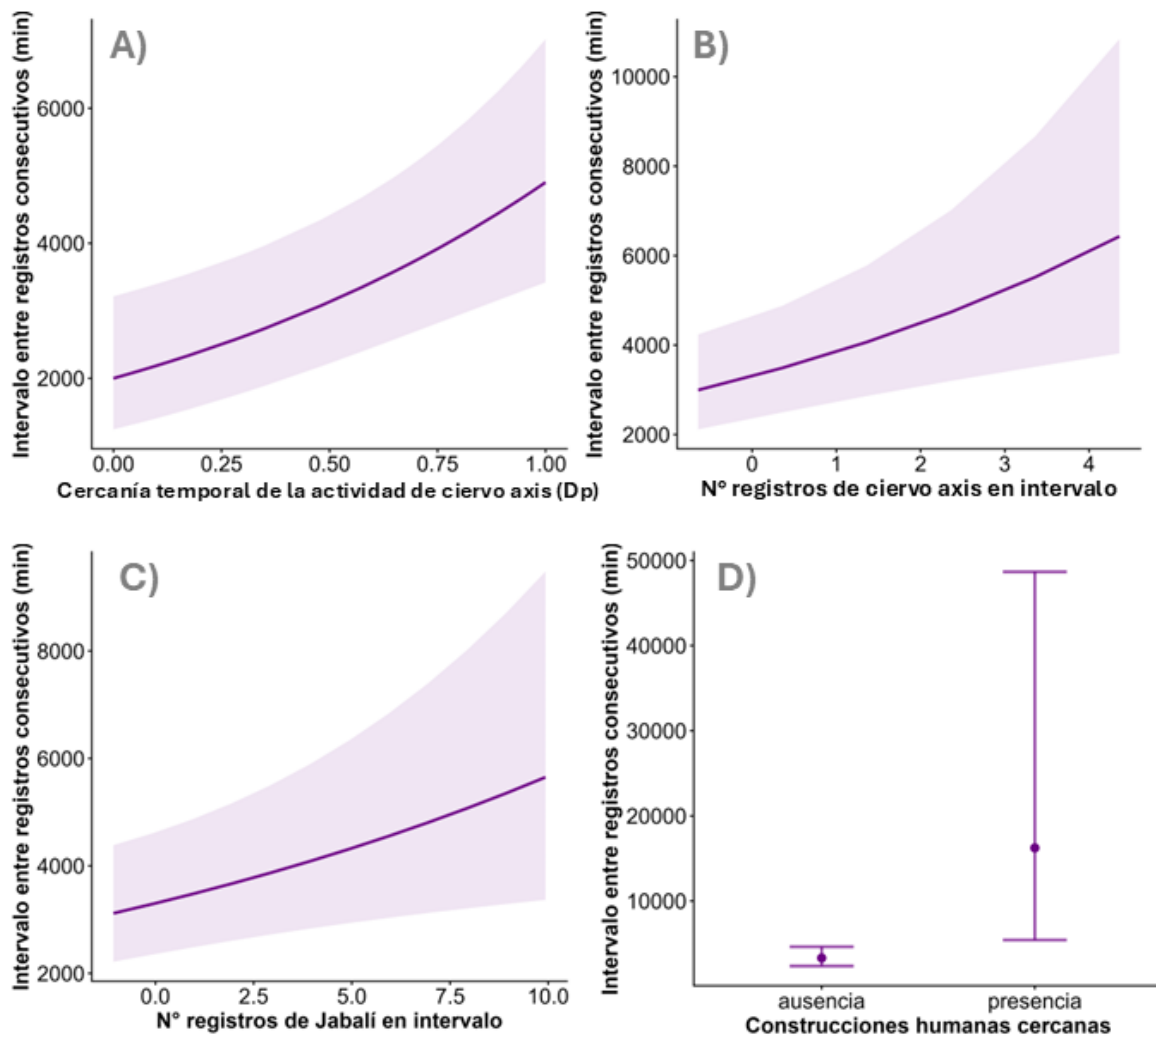 A)
Intervalo entre registros consecutivos (min)
6000
4000
2000
0.00 0.25 0.50 0.75 1.00
Cercanía temporal de la actividad de ciervo axis (Dp)
B)
Intervalo entre registros consecutivos (min)
10000
8000
6000
4000
2000
0 1 2 3 4
Nº registros de ciervo axis en intervalo
C)
Intervalo entre registros consecutivos (min)
8000
6000
4000
2000
0.0 2.5 5.0 7.5 10.0
N° registros de Jabalí en intervalo
D)
Intervalo entre registros consecutivos (min)
50000
40000
30000
20000
10000
ausencia presencia
Construcciones humanas cercanas